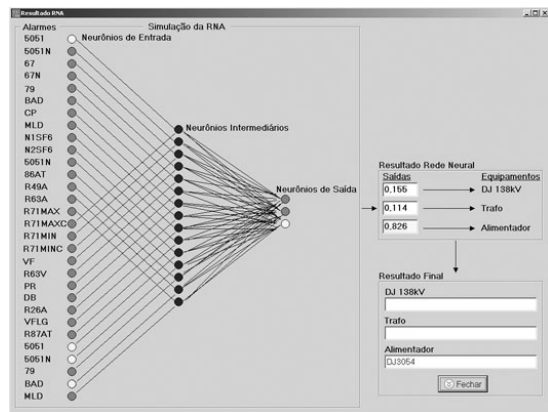 Resultado RNA
Alarmes
Simulação da RNA
5051
Neurônios de Entrada
5051N
67
67N
79
BAD
CP
MLD
N1SF6
N2SF6
5051N
86AT
R49A
R63A
R71MAX
R71MAXC
R71MIN
R71MINC
VF
R63V
PR
DB
R26A
VFLG
R87AT
5051
5051N
79
BAD
MLD
Neurônios Intermediários
Neurônios de Saída
Resultado Rede Neural
Saídas Equipamentos
0,155 DJ 138kV
0,114 Trafo
0,826 Alimentador
Resultado Final
DJ 138kV
Trafo
Alimentador
DJ3054
Fechar